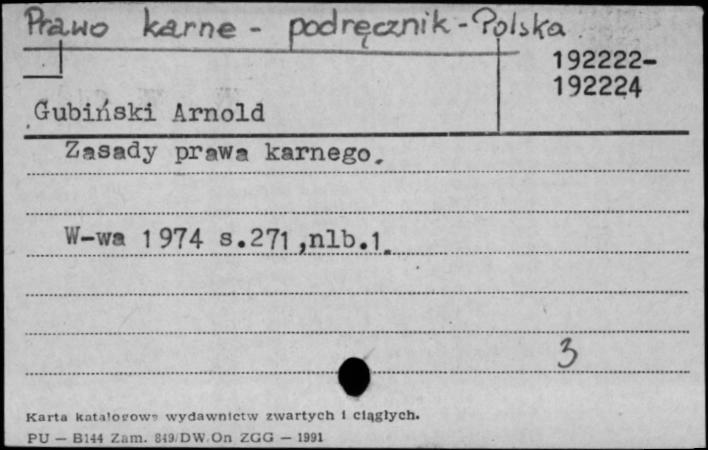 Prawo karne - podręcznik - Polska
192222-
192224
Gubiński Arnold
Zasady prawa karnego.
W-wa 1974 s.271,nlb.1.
3
Karta katalogowa wydawnictw zwartych i ciągłych.
PU — B144 Zam. 849/DW/On ZGG — 1991